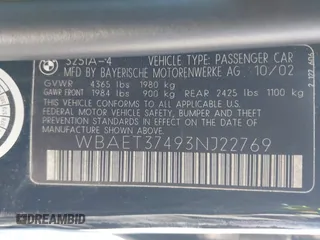 325IA-4 VEHICLE TYPE: PASSENGER CAR
MFD BY BAYERISCHE MOTORENWERKE AG 10/02
GVWR 4365 lbs 1980 kg
GAWR FRONT 1984 lbs 900 kg REAR 2425 lbs 1100 kg
THIS VEHICLE CONFORMS TO ALL APPLICABLE U.S.
FEDERAL MOTOR VEHICLE SAFETY, BUMPER AND THEFT
PREVENTION STANDARDS IN EFFECT ON THE DATE OF
MANUFACTURE SHOWN ABOVE.
WBAET37493NJ22769
DREAMBID